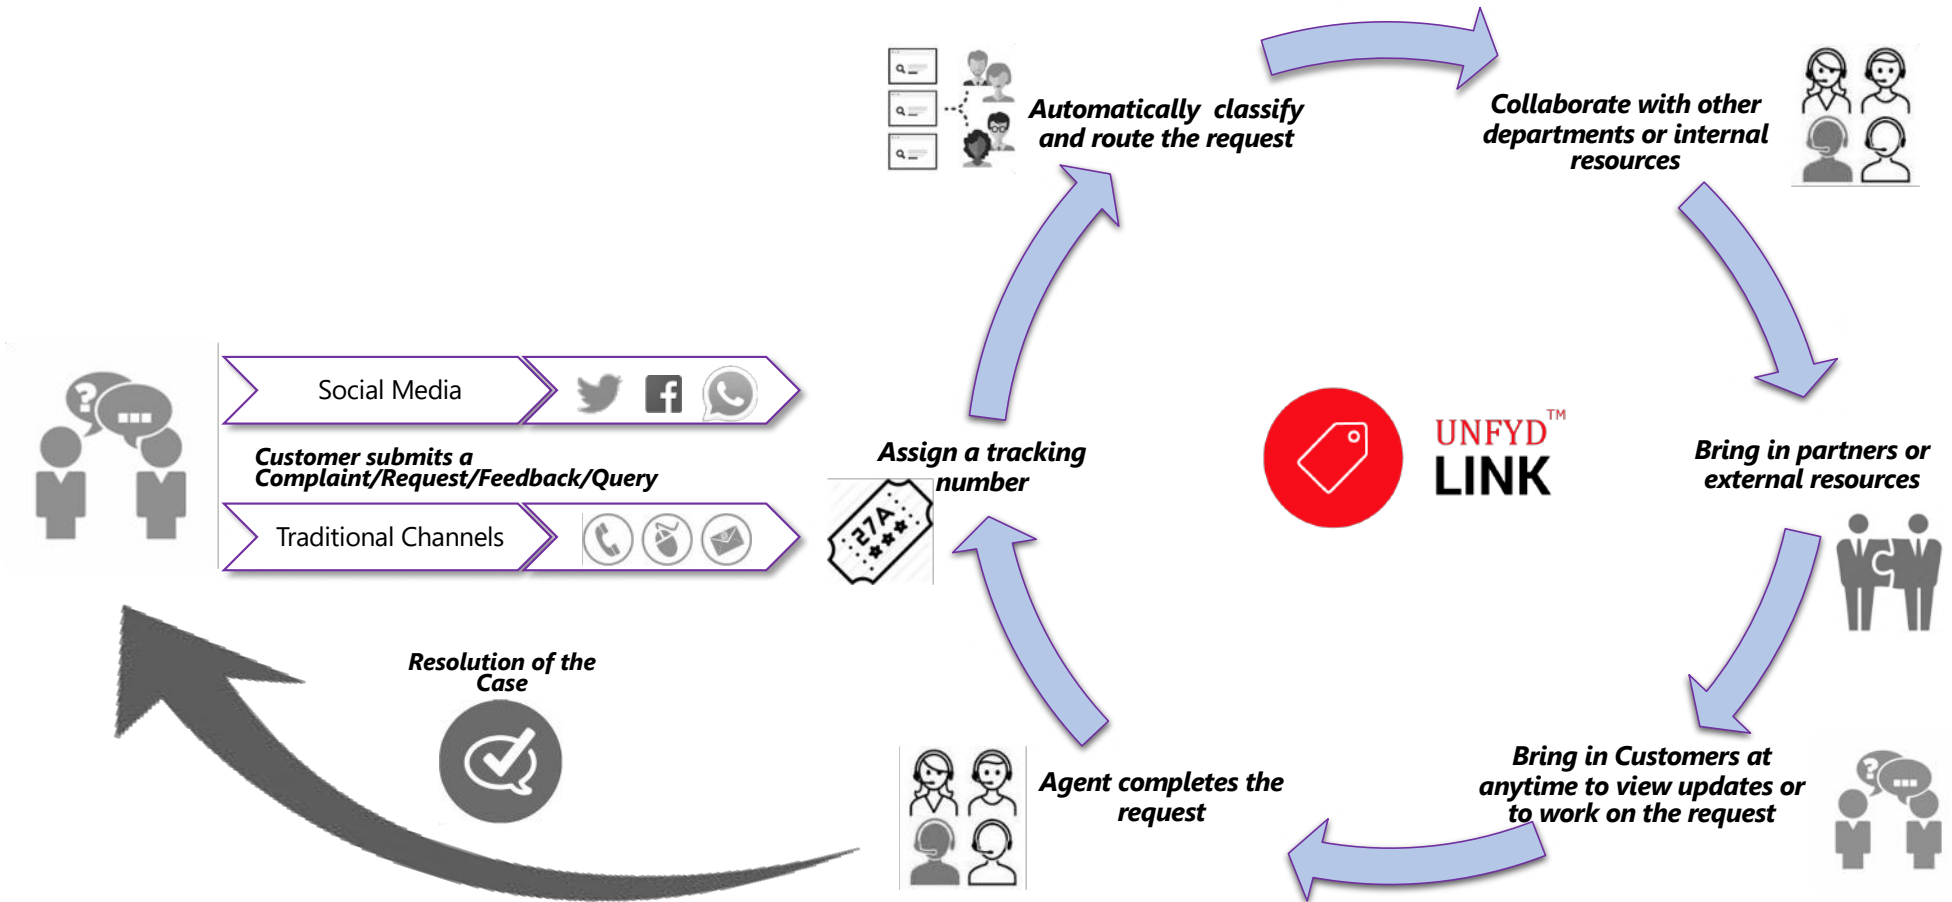 Automatically  classify
and route the request
Collaborate with other
departments or internal
resources
Social Media
Customer submits a
Complaint/Request/Feedback/Query
Traditional Channels
Assign a tracking
number
27A
UNFYD™
LINK
Bring in partners or
external resources
Resolution of the
Case
Agent completes the
request
Bring in Customers at
anytime to view updates or
to work on the request